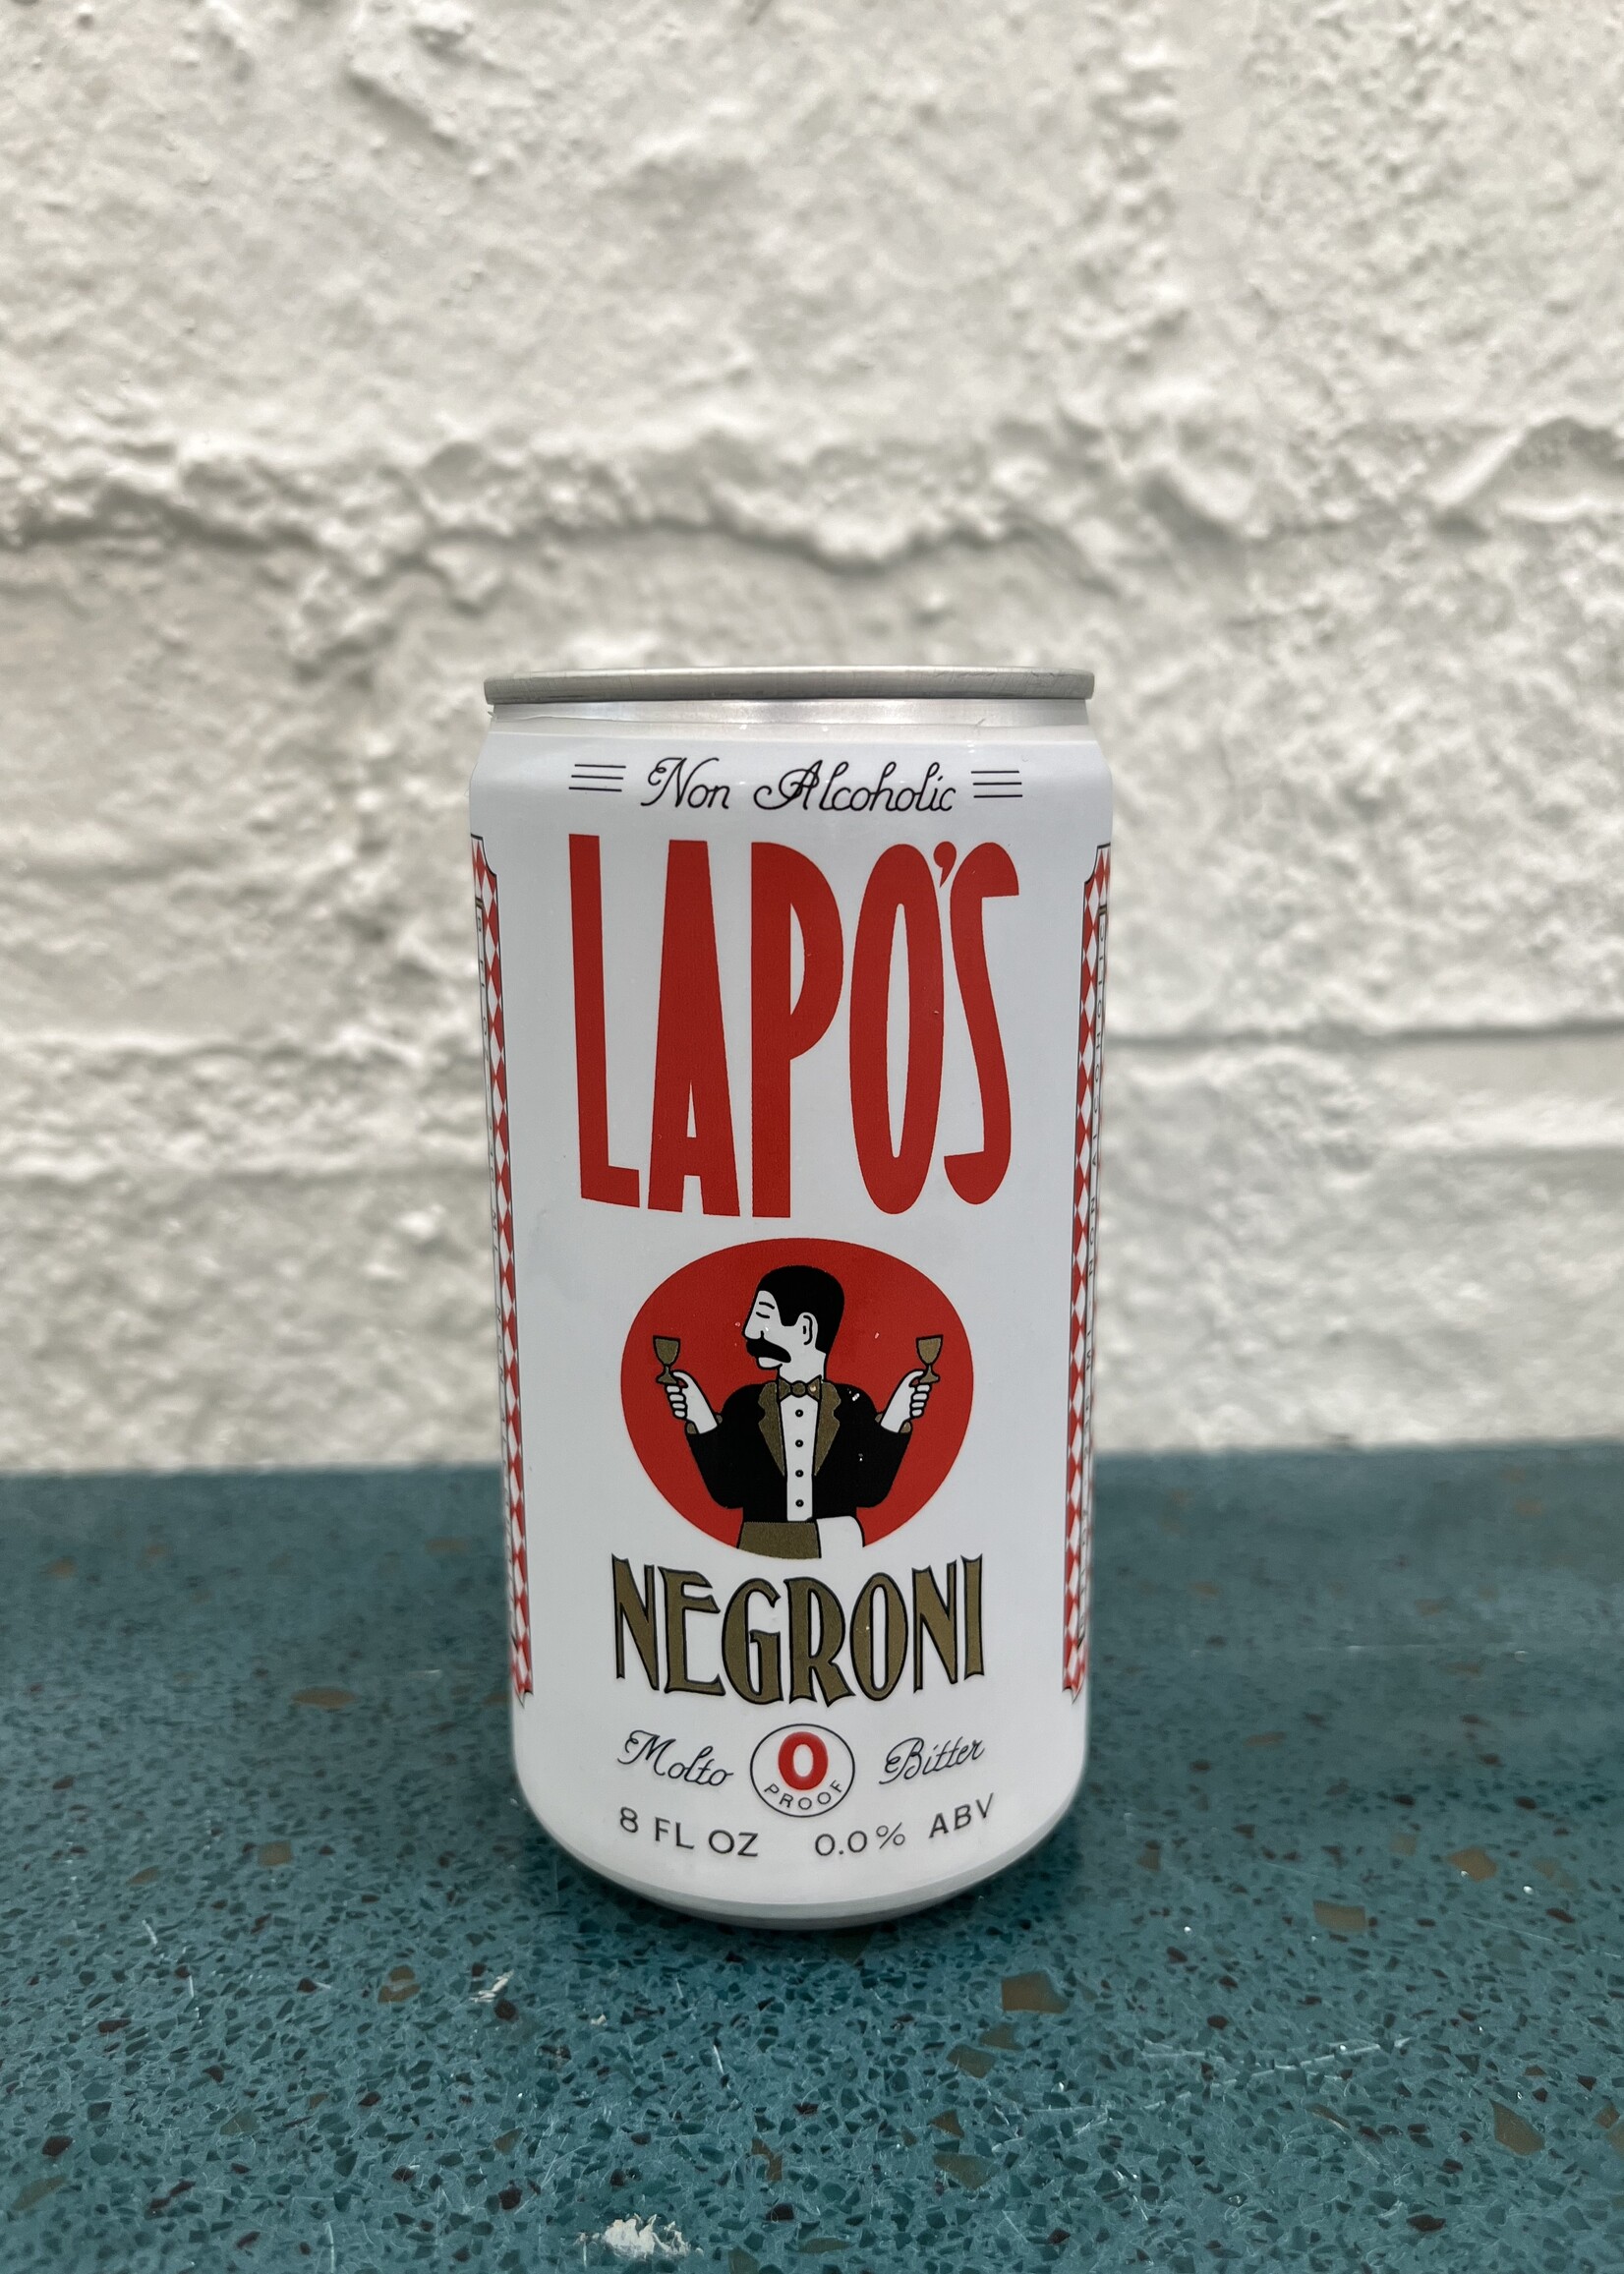 Non Alcoholic
LAPO'S
NEGRONI
Molto 0 PROOF Bitter
8 FL OZ 0.0% ABV